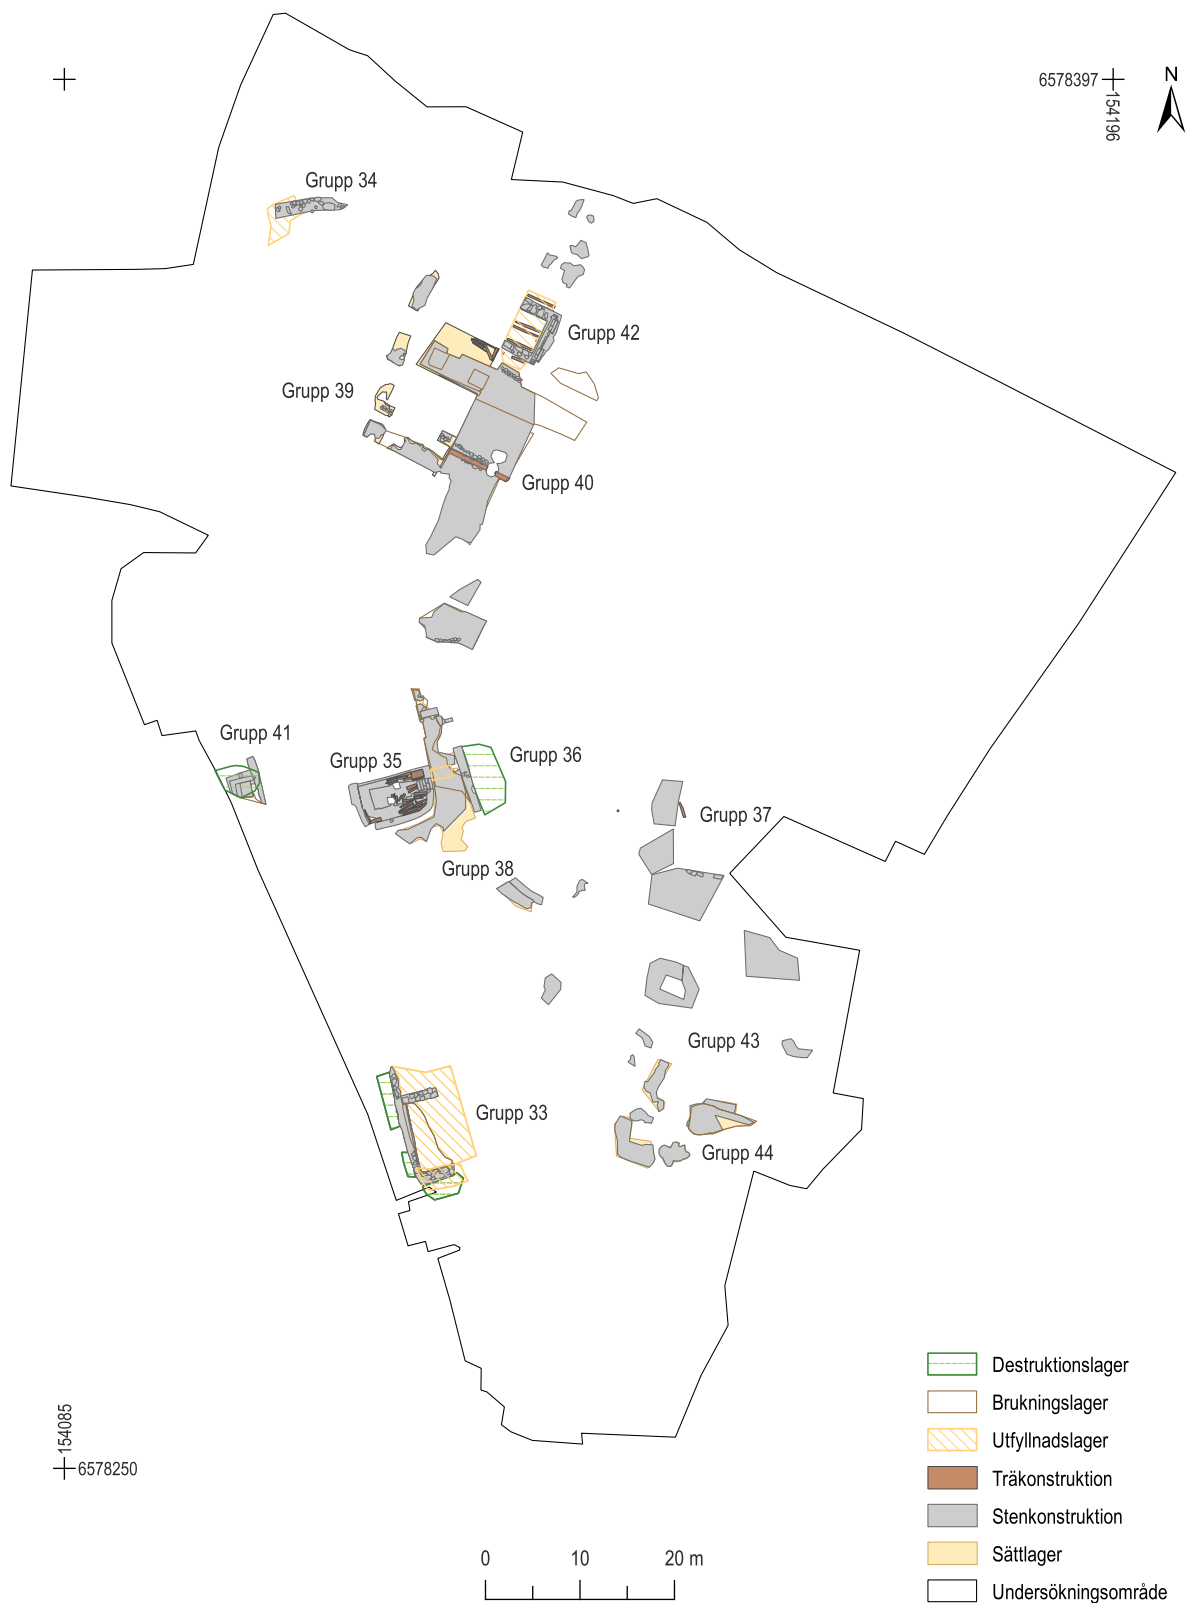 N
6578397
154196
Grupp 34
Grupp 42
Grupp 39
Grupp 40
Grupp 41
Grupp 35
Grupp 36
Grupp 37
Grupp 38
Grupp 43
Grupp 33
Grupp 44
154085
6578250
Destruktionslager
Brukningslager
Utfyllnadslager
Träkonstruktion
Stenkonstruktion
Sättlager
Undersökningsområde
0 10 20 m